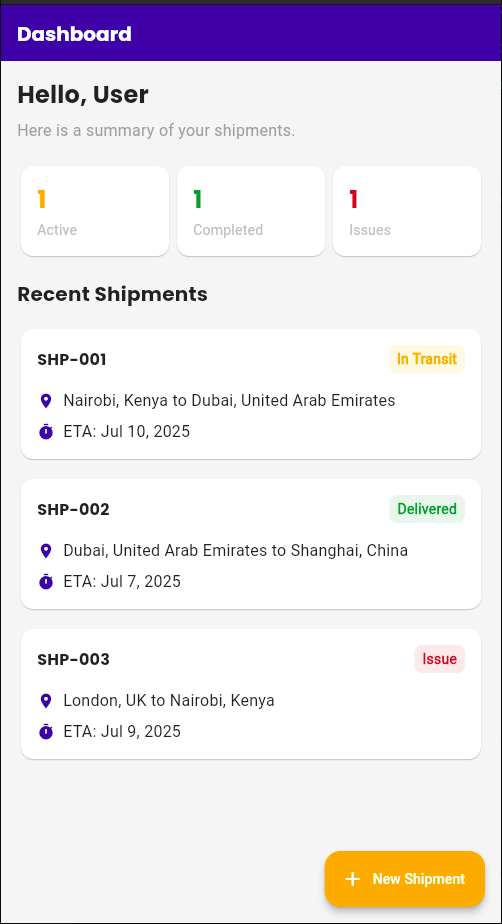 Dashboard
Hello, User
Here is a summary of your shipments.
1 1 1
Active Completed Issues
Recent Shipments
SHP-001 In Transit
Nairobi, Kenya to Dubai, United Arab Emirates
ETA: Jul 10, 2025
SHP-002 Delivered
Dubai, United Arab Emirates to Shanghai, China
ETA: Jul 7, 2025
SHP-003 Issue
London, UK to Nairobi, Kenya
ETA: Jul 9, 2025
New Shipment